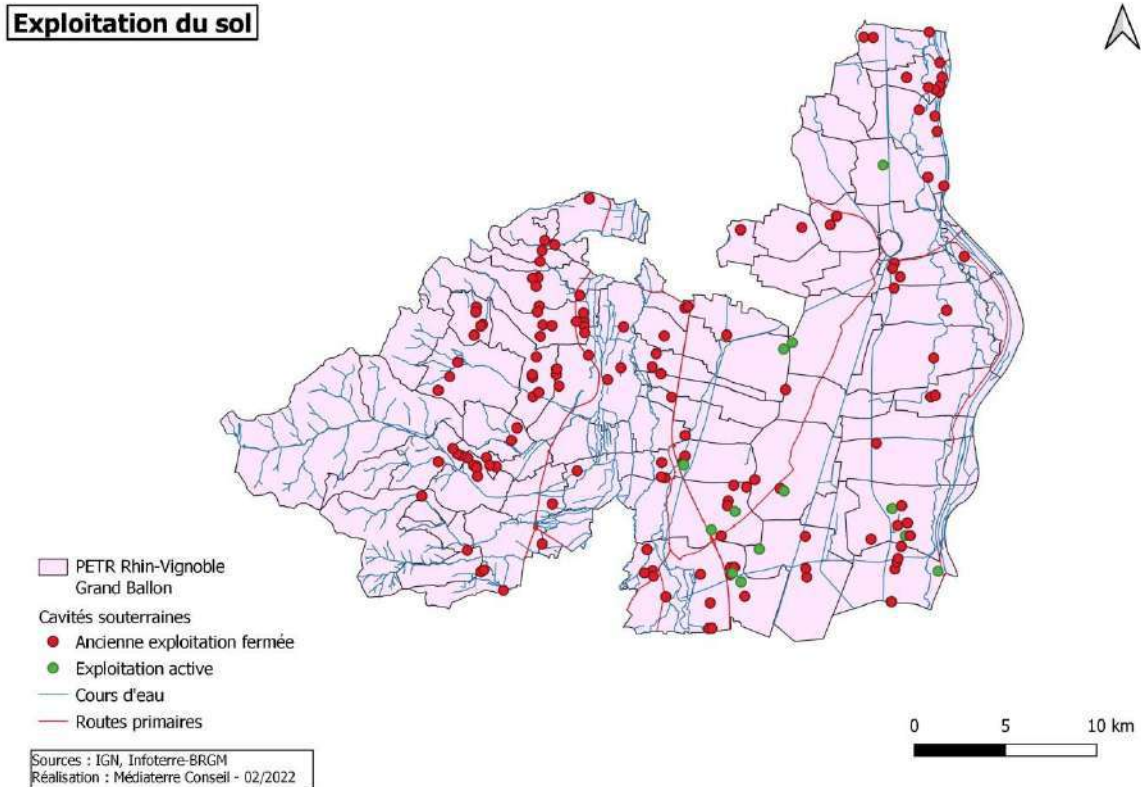 Exploitation du sol
PETR Rhin-Vignoble
Grand Ballon
Cavités souterraines
Ancienne exploitation fermée
Exploitation active
Cours d'eau
Routes primaires
Sources : IGN, Infoterre-BRGM
Réalisation : Médiaterre Conseil - 02/2022
0 5 10 km